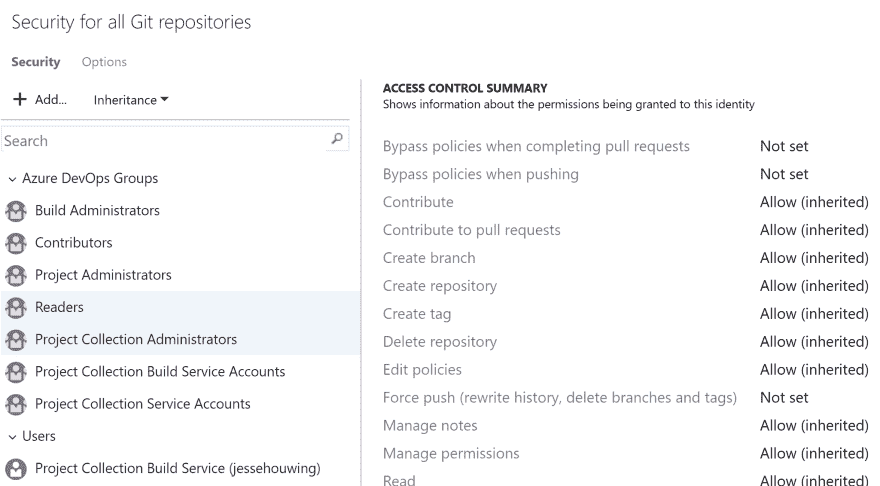 Security for all Git repositories
Security Options
Add... Inheritance
Search
Azure DevOps Groups
Build Administrators
Contributors
Project Administrators
Readers
Project Collection Administrators
Project Collection Build Service Accounts
Project Collection Service Accounts
Users
Project Collection Build Service (jessehouwing)
ACCESS CONTROL SUMMARY
Shows information about the permissions being granted to this identity
Bypass policies when completing pull requests Not set
Bypass policies when pushing Not set
Contribute Allow (inherited)
Contribute to pull requests Allow (inherited)
Create branch Allow (inherited)
Create repository Allow (inherited)
Create tag Allow (inherited)
Delete repository Allow (inherited)
Edit policies Allow (inherited)
Force push (rewrite history, delete branches and tags) Not set
Manage notes Allow (inherited)
Manage permissions Allow (inherited)
Read Allow (inherited)